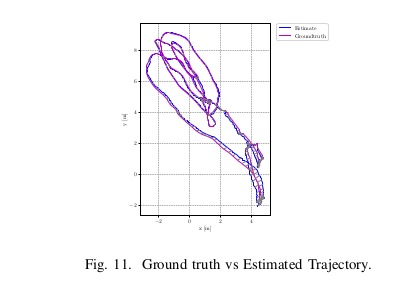 Estimate
Groundtruth
8
6
4
2
0
−2
y [m]
−2 0 2 4
x [m]
Fig. 11. Ground truth vs Estimated Trajectory.